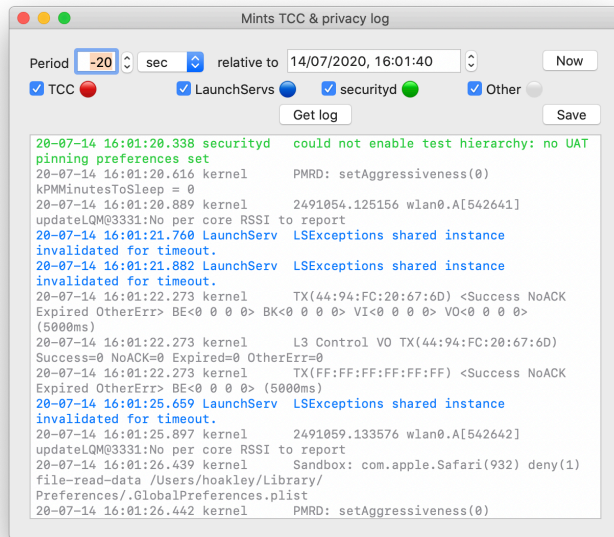 Mints TCC & privacy log
Period -20 sec relative to 14/07/2020, 16:01:40 Now
TCC LaunchServs securityd Other
Get log Save
20-07-14 16:01:20.338 securityd could not enable test hierarchy: no UAT
pinning preferences set
20-07-14 16:01:20.616 kernel PMRD: setAggressiveness(0)
kPMMinutesToSleep = 0
20-07-14 16:01:20.889 kernel 2491054.125156 wlan0.A[542641]
updateLQM@3331:No per core RSSI to report
20-07-14 16:01:21.760 LaunchServ LSExceptions shared instance
invalidated for timeout.
20-07-14 16:01:21.882 LaunchServ LSExceptions shared instance
invalidated for timeout.
20-07-14 16:01:22.273 kernel TX(44:94:FC:20:67:6D) <Success NoACK
Expired OtherErr> BE<0 0 0 0> BK<0 0 0 0> VI<0 0 0 0> VO<0 0 0 0>
(5000ms)
20-07-14 16:01:22.273 kernel L3 Control VO TX(44:94:FC:20:67:6D)
Success=0 NoACK=0 Expired=0 OtherErr=0
20-07-14 16:01:22.273 kernel TX(FF:FF:FF:FF:FF:FF) <Success NoACK
Expired OtherErr> BE<0 0 0 0> (5000ms)
20-07-14 16:01:25.659 LaunchServ LSExceptions shared instance
invalidated for timeout.
20-07-14 16:01:25.897 kernel 2491059.133576 wlan0.A[542642]
updateLQM@3331:No per core RSSI to report
20-07-14 16:01:26.439 kernel Sandbox: com.apple.Safari(932) deny(1)
file-read-data /Users/hoakley/Library/
Preferences/.GlobalPreferences.plist
20-07-14 16:01:26.442 kernel PMRD: setAggressiveness(0)